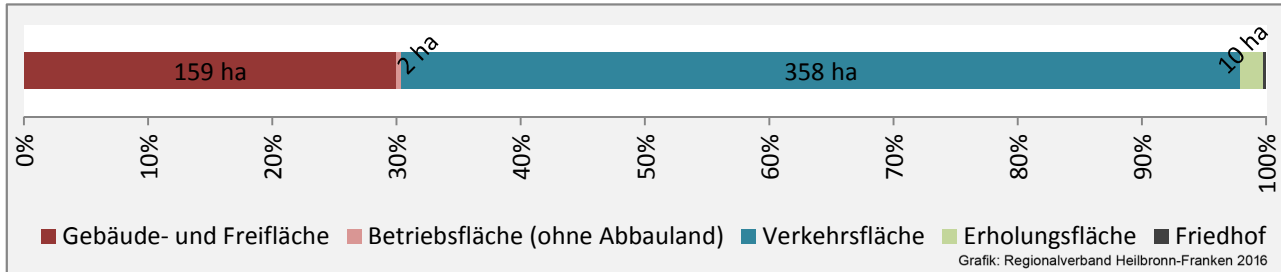 159 ha 2 ha 358 ha 10 ha
0% 10% 20% 30% 40% 50% 60% 70% 80% 90% 100%
Gebäude- und Freifläche Betriebsfläche (ohne Abbauland) Verkehrsfläche Erholungsfläche Friedhof
Grafik: Regionalverband Heilbronn-Franken 2016